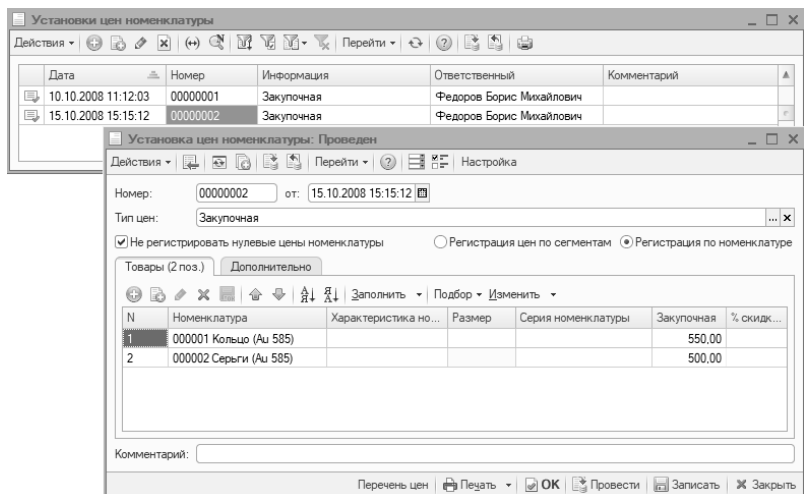 Установки цен номенклатуры
Действия Перейти
Дата Номер Информация Ответственный Комментарий
10.10.2008 11:12:03 00000001 Закупочная Федоров Борис Михайлович
15.10.2008 15:15:12 00000002 Закупочная Федоров Борис Михайлович
Установка цен номенклатуры: Проведен
Действия Перейти Настройка
Номер: 00000002 от: 15.10.2008 15:15:12
Тип цен: Закупочная ... x
Не регистрировать нулевые цены номенклатуры Регистрация цен по сегментам Регистрация по номенклатуре
Товары (2 поз.) Дополнительно
Заполнить Подбор Изменить
N Номенклатура Характеристика но... Размер Серия номенклатуры Закупочная % скидк...
1 000001 Кольцо (Au 585) 550,00
2 000002 Серьги (Au 585) 500,00
Комментарий:
Перечень цен Печать OK Провести Записать Закрыть